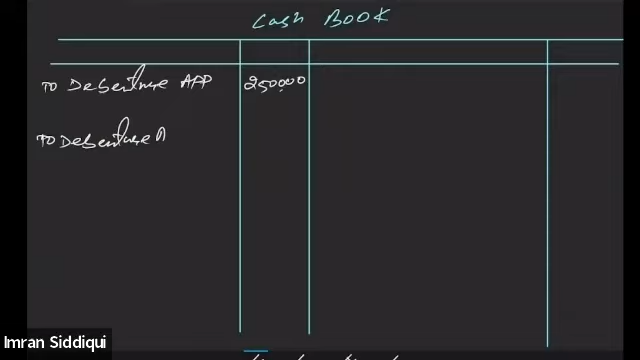 Cash BOOK
TO Debenture APP 250000
TO Debenture A
Imran Siddiqui